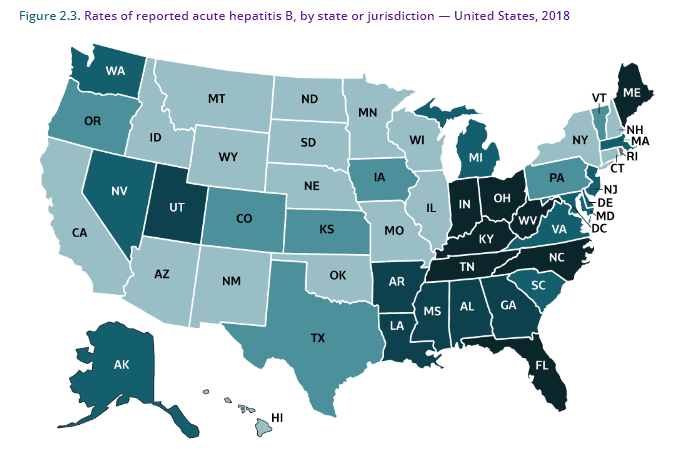 Figure 2.3. Rates of reported acute hepatitis B, by state or jurisdiction — United States, 2018
WA
MT
ND
MN
VT
ME
OR
ID
SD
WI
MI
NY
NH
MA
RI
CT
WY
NE
IA
PA
NJ
DE
MD
DC
NV
UT
CO
KS
MO
IL
IN
OH
WV
VA
KY
CA
AZ
NM
OK
AR
TN
NC
SC
TX
LA
MS
AL
GA
AK
FL
HI